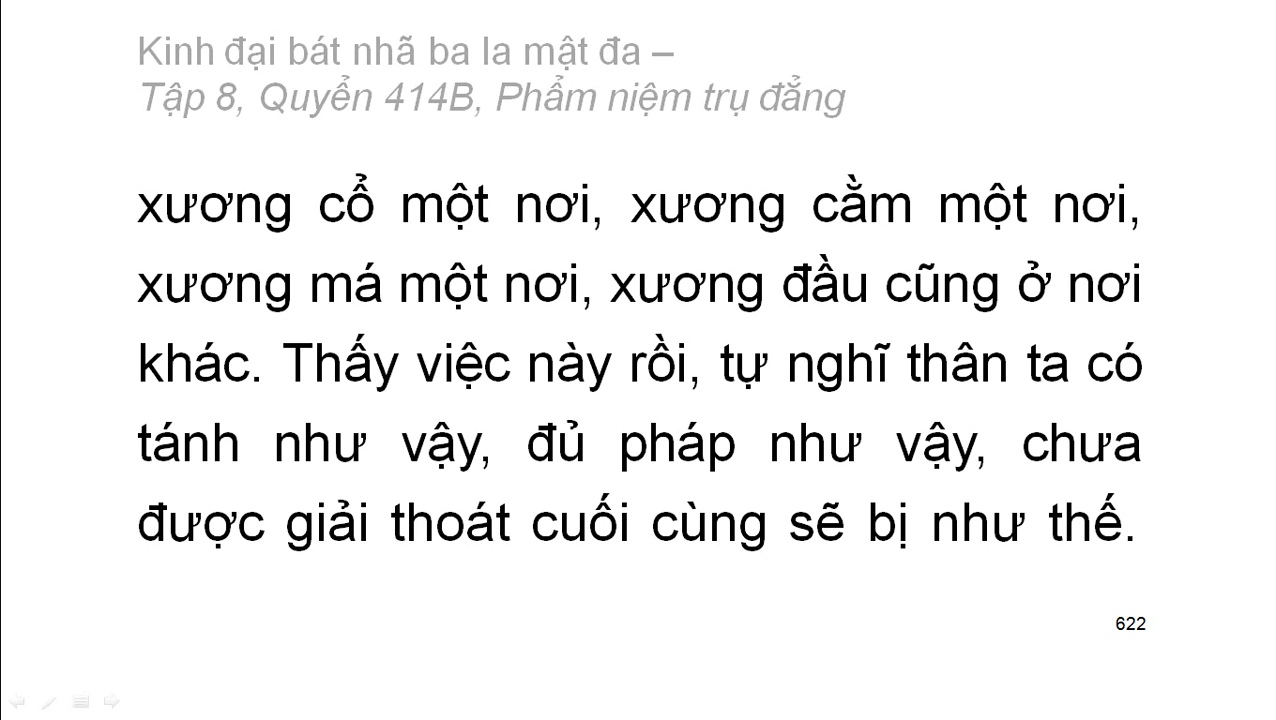 Kinh đại bát nhã ba la mật đa –
Tập 8, Quyển 414B, Phẩm niệm trụ đẳng
xương cổ một nơi, xương cằm một nơi,
xương má một nơi, xương đầu cũng ở nơi
khác. Thấy việc này rồi, tự nghĩ thân ta có
tánh như vậy, đủ pháp như vậy, chưa
được giải thoát cuối cùng sẽ bị như thế.
622